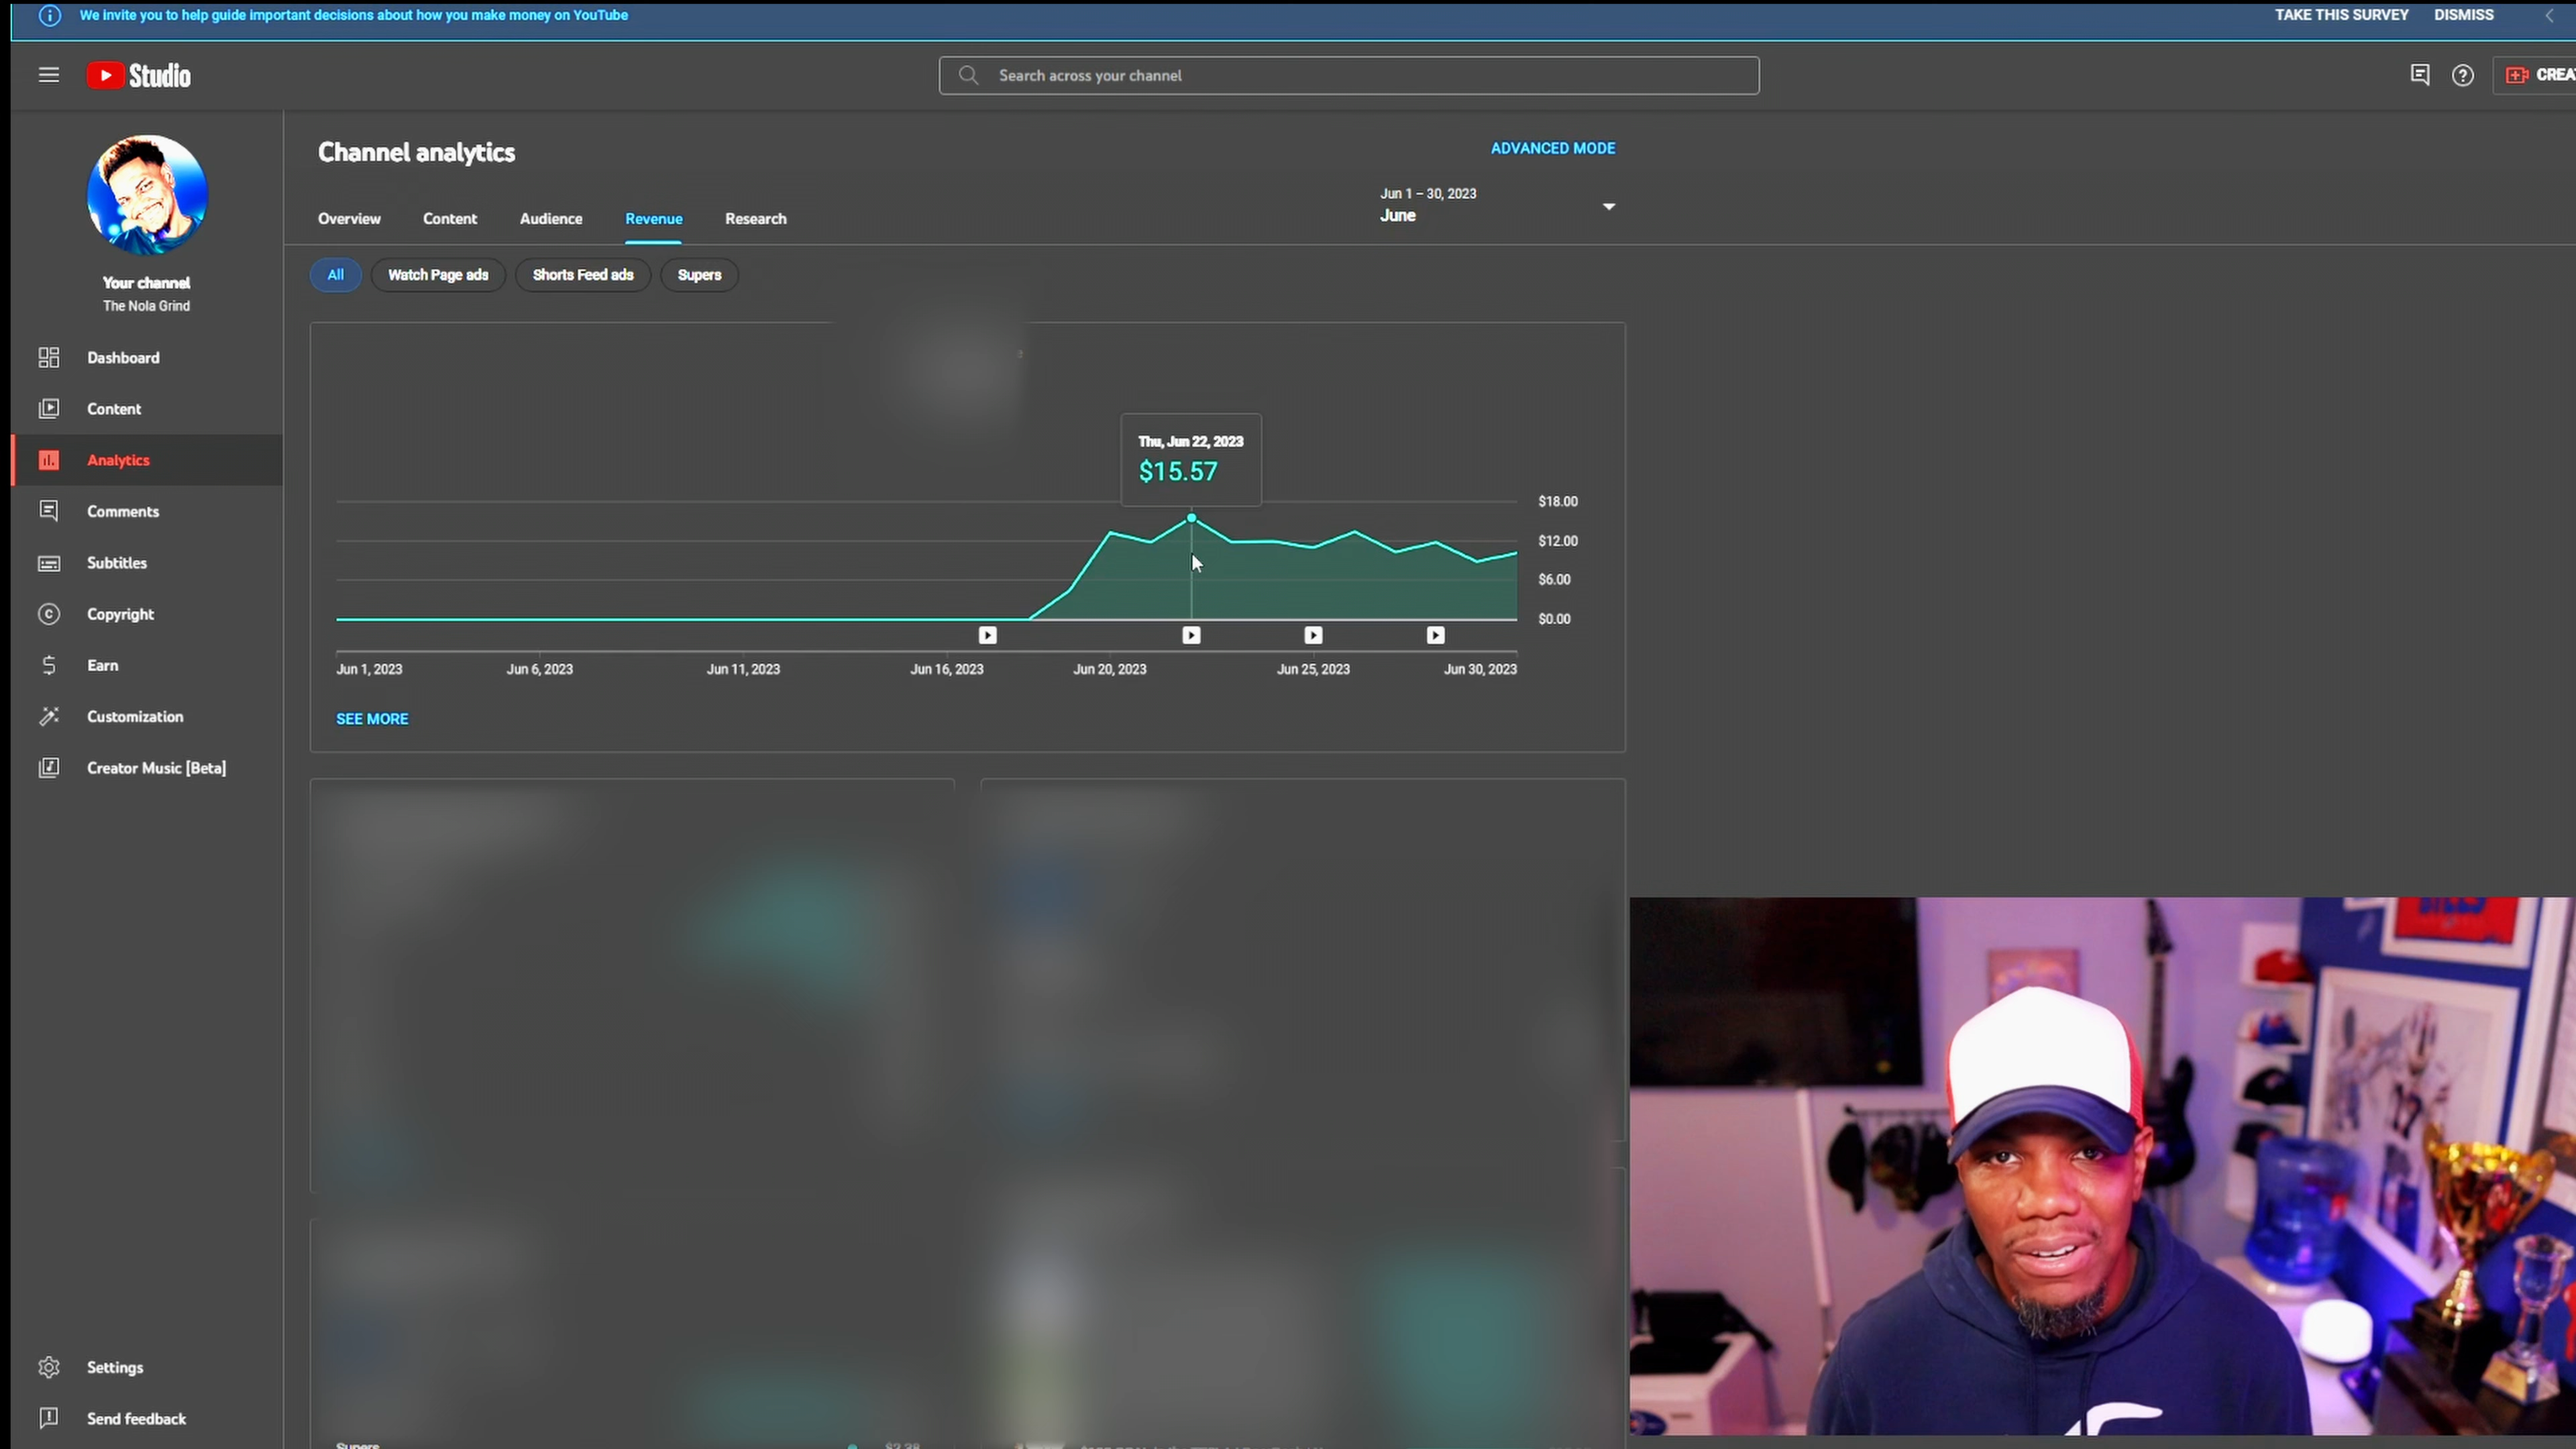 We invite you to help guide important decisions about how you make money on YouTube
TAKE THIS SURVEY DISMISS
Studio
Search across your channel
Your channel
The Nola Grind
Dashboard
Content
Analytics
Comments
Subtitles
Copyright
Earn
Customization
Creator Music [Beta]
Settings
Send feedback
Channel analytics
ADVANCED MODE
Jun 1 – 30, 2023
June
Overview Content Audience Revenue Research
All Watch Page ads Shorts Feed ads Supers
Thu, Jun 22, 2023
$15.57
$18.00
$12.00
$6.00
$0.00
Jun 1, 2023 Jun 6, 2023 Jun 11, 2023 Jun 16, 2023 Jun 20, 2023 Jun 25, 2023 Jun 30, 2023
SEE MORE
Supers $2.38